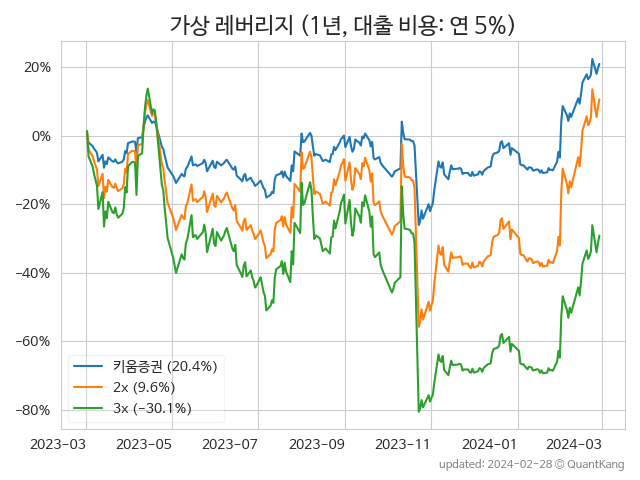 가상 레버리지 (1년, 대출 비용: 연 5%)
20%
0%
−20%
−40%
−60%
−80%
키움증권 (20.4%)
2x (9.6%)
3x (−30.1%)
2023-03 2023-05 2023-07 2023-09 2023-11 2024-01 2024-03
updated: 2024-02-28 ⓒ QuantKang